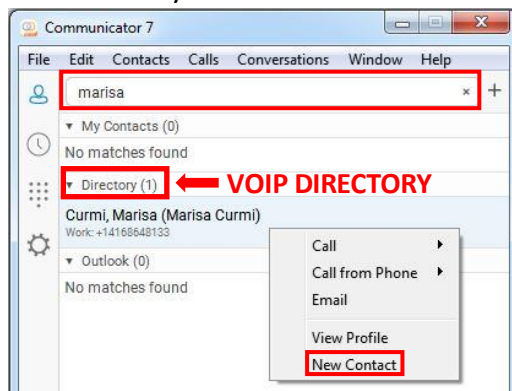 Communicator 7
File Edit Contacts Calls Conversations Window Help
marisa × +
My Contacts (0)
No matches found
Directory (1) VOIP DIRECTORY
Curmi, Marisa (Marisa Curmi)
Work: +14168648133
Outlook (0)
No matches found
Call
Call from Phone
Email
View Profile
New Contact